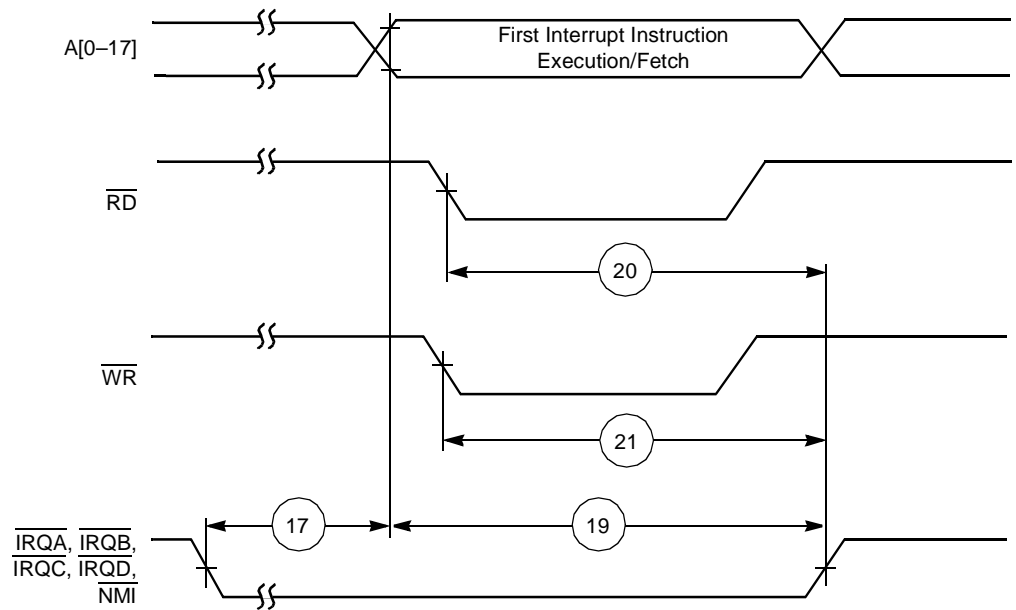 A[0–17]
First Interrupt Instruction
Execution/Fetch
RD
20
WR
21
17
19
IRQA, IRQB,
IRQC, IRQD,
NMI